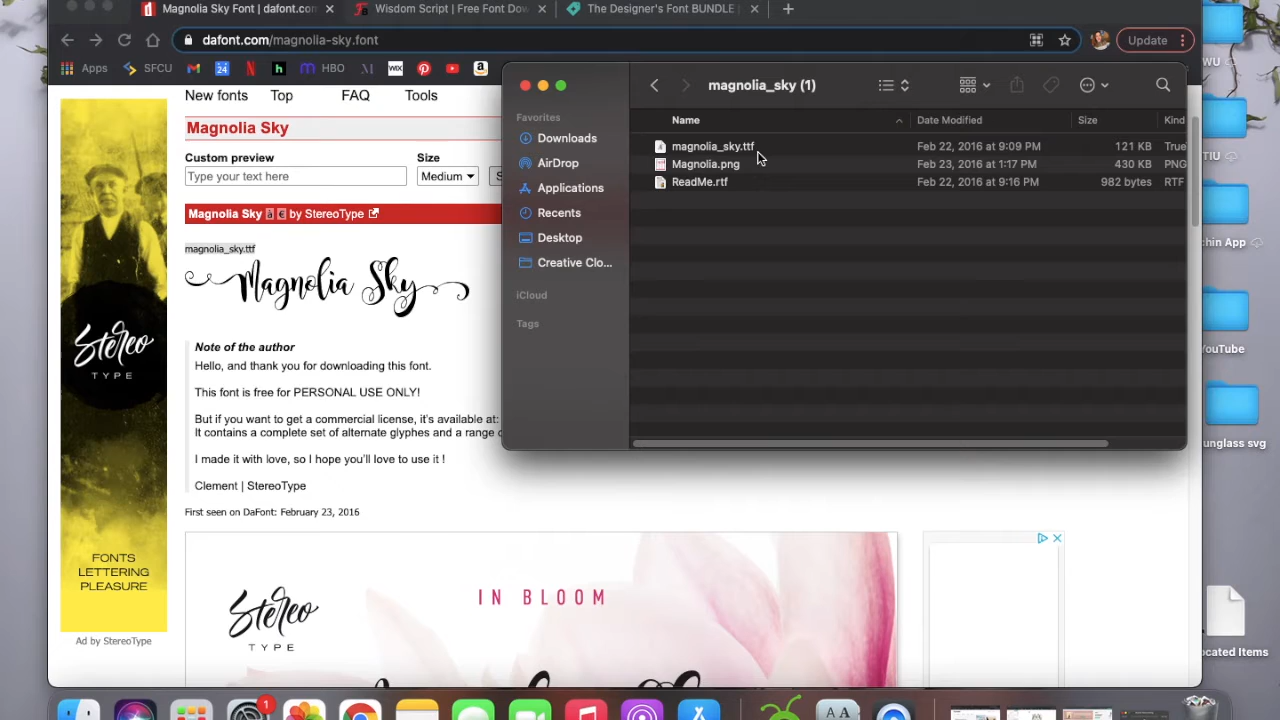 Magnolia Sky Font | dafont.com
Wisdom Script | Free Font Dow
The Designer's Font BUNDLE |
dafont.com/magnolia-sky.font
Update
Apps
SFCU
24
HBO
WIX
New fonts
Top
FAQ
Tools
Magnolia Sky
Custom preview
Size
Type your text here
Medium
S
Magnolia Sky à € by StereoType
magnolia_sky.ttf
Magnolia Sky
Note of the author
Hello, and thank you for downloading this font.
This font is free for PERSONAL USE ONLY!
But if you want to get a commercial license, it's available at:
It contains a complete set of alternate glyphes and a range o
I made it with love, so I hope you'll love to use it !
Clement | StereoType
First seen on DaFont: February 23, 2016
Stereo
TYPE
FONTS
LETTERING
PLEASURE
Ad by StereoType
Stereo
TYPE
IN BLOOM
magnolia_sky (1)
Favorites
Downloads
AirDrop
Applications
Recents
Desktop
Creative Clo...
iCloud
Tags
Name
Date Modified
Size
Kind
magnolia_sky.ttf
Feb 22, 2016 at 9:09 PM
121 KB
True
Magnolia.png
Feb 23, 2016 at 1:17 PM
430 KB
PNG
ReadMe.rtf
Feb 22, 2016 at 9:16 PM
982 bytes
RTF
WU
TIU
chin App
YouTube
unglass svg
ocated Items
1